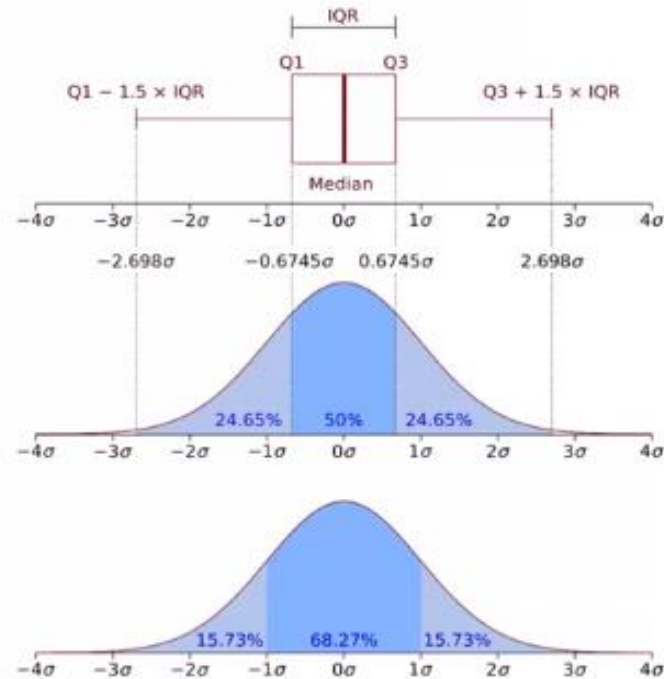 IQR
Q1 Q3
Q1 − 1.5 × IQR Q3 + 1.5 × IQR
Median
−4σ −3σ −2σ −1σ 0σ 1σ 2σ 3σ 4σ
−2.698σ −0.6745σ 0.6745σ 2.698σ
24.65% 50% 24.65%
−4σ −3σ −2σ −1σ 0σ 1σ 2σ 3σ 4σ
15.73% 68.27% 15.73%
−4σ −3σ −2σ −1σ 0σ 1σ 2σ 3σ 4σ